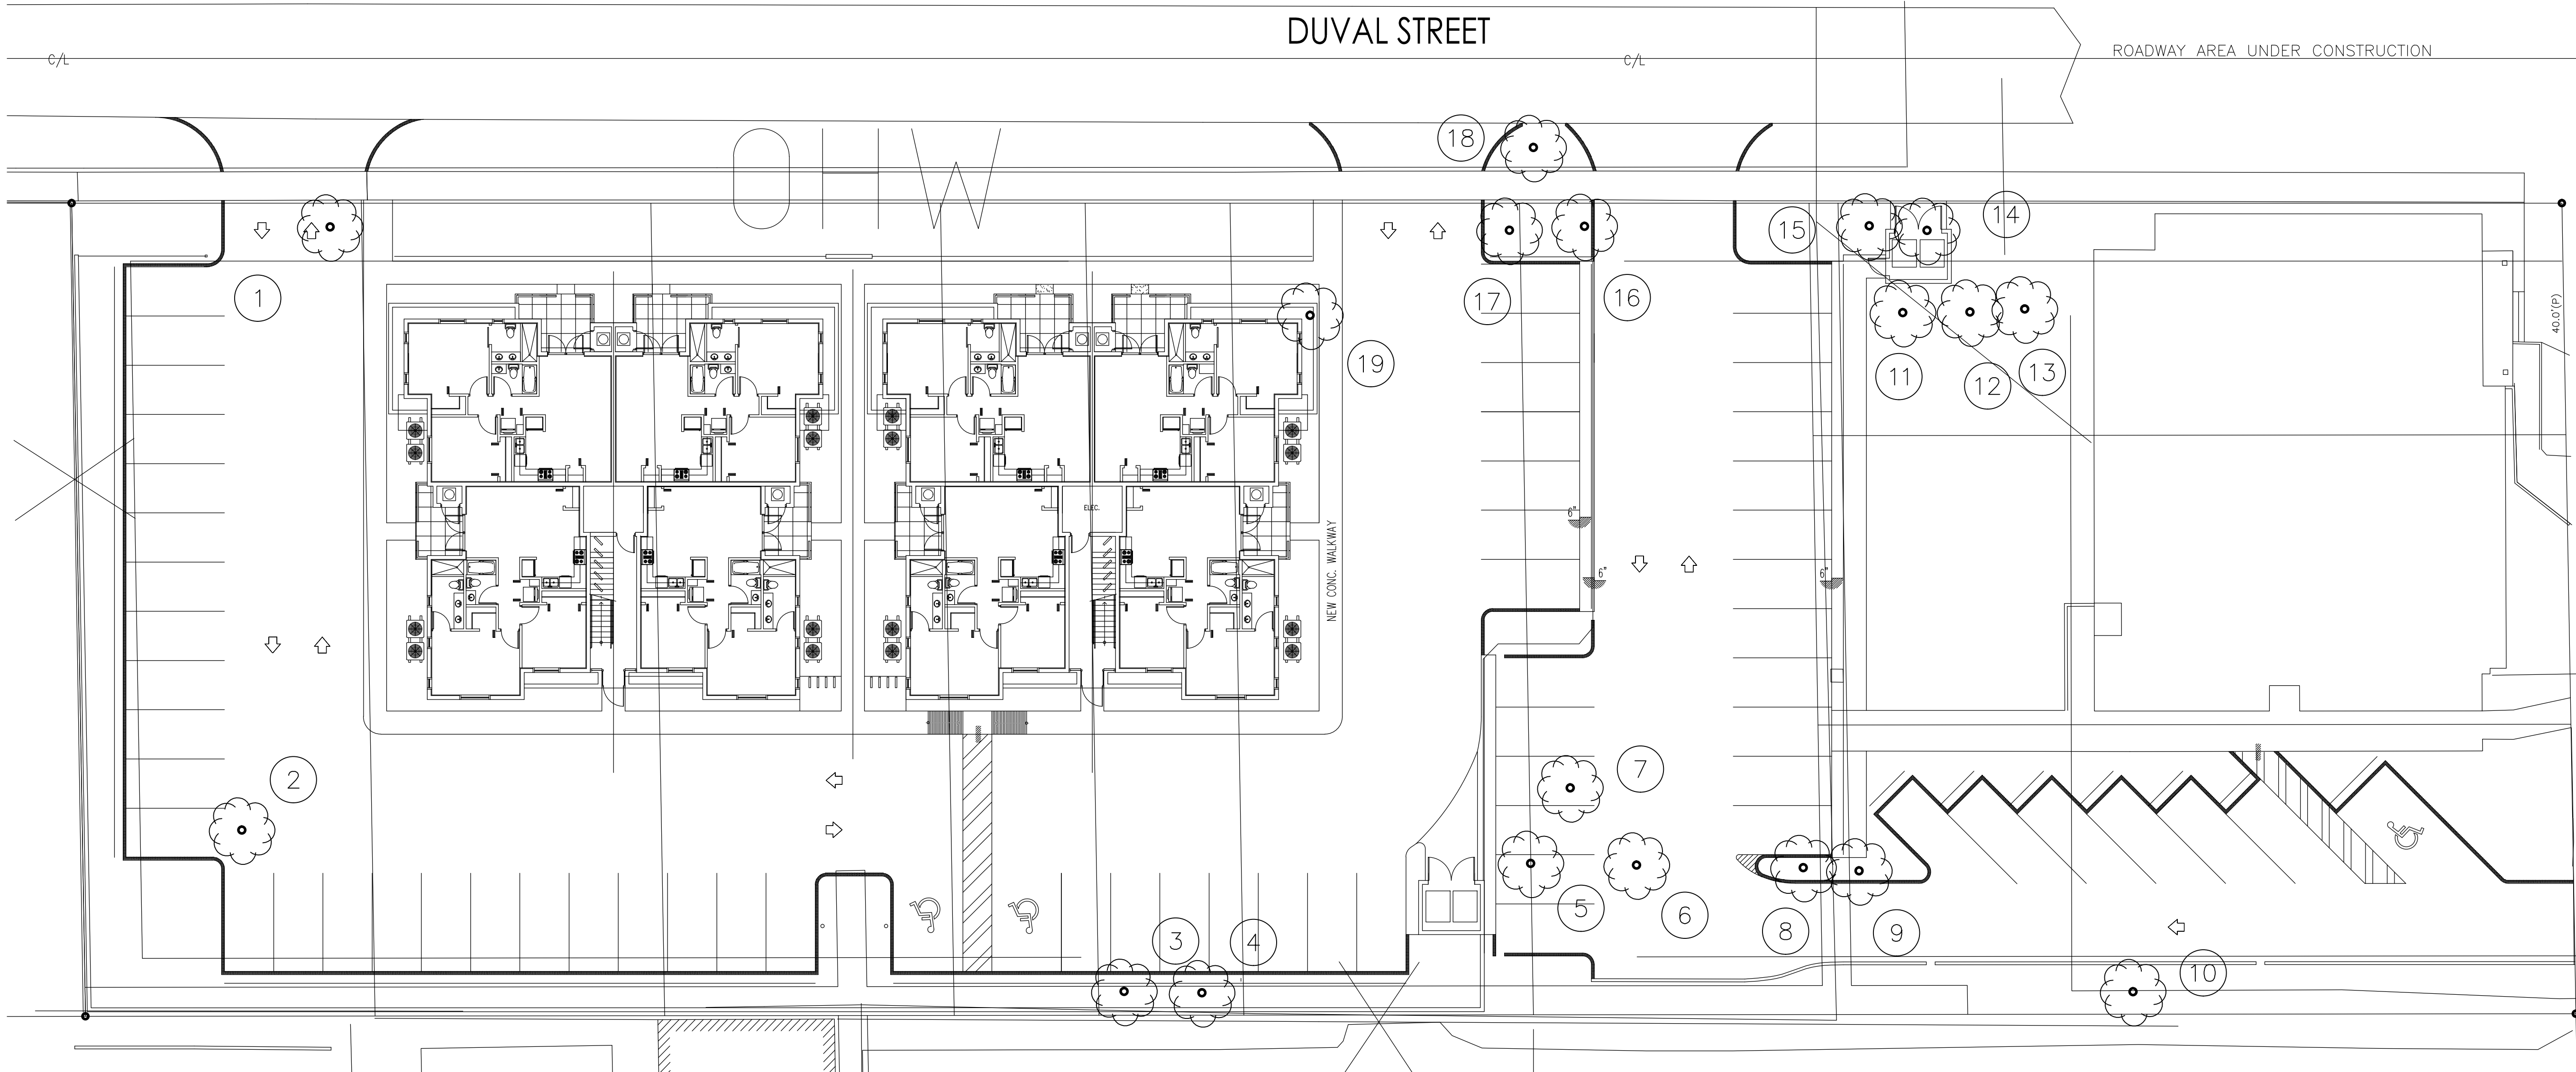 DUVAL STREET
ROADWAY AREA UNDER CONSTRUCTION
C/L
C/L
OHW
18
14
15
1
17
16
40.0'(P)
19
11
12
13
ELEC.
6"
NEW CONC. WALKWAY
6"
6"
2
7
5
6
3
4
8
9
10